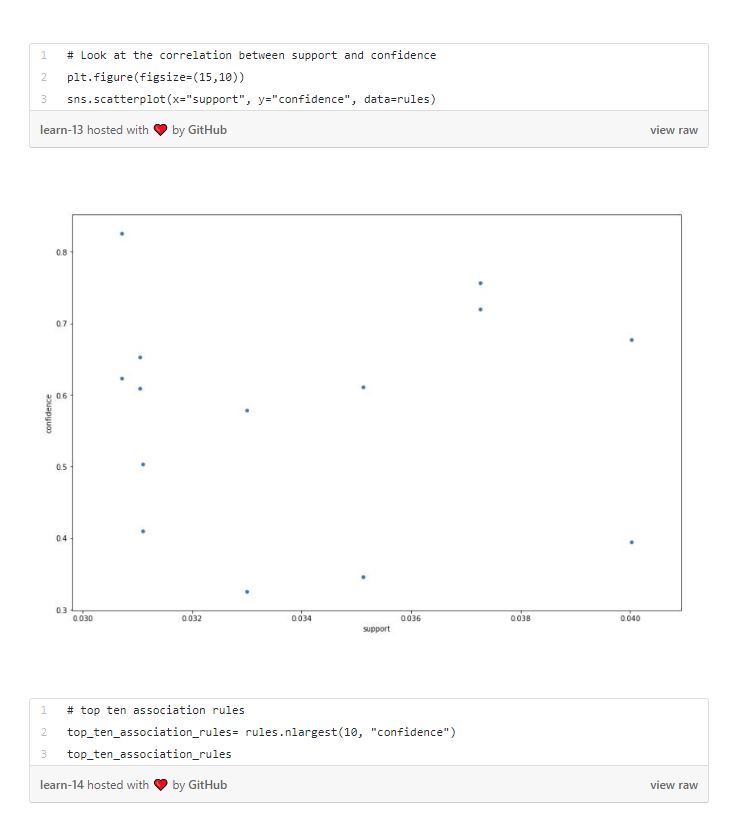 1 # Look at the correlation between support and confidence
2 plt.figure(figsize=(15,10))
3 sns.scatterplot(x="support", y="confidence", data=rules)
learn-13 hosted with ❤ by GitHub view raw
0.8
0.7
0.6
0.5
0.4
0.3
confidence
0.030 0.032 0.034 0.036 0.038 0.040
support
1 # top ten association rules
2 top_ten_association_rules= rules.nlargest(10, "confidence")
3 top_ten_association_rules
learn-14 hosted with ❤ by GitHub view raw